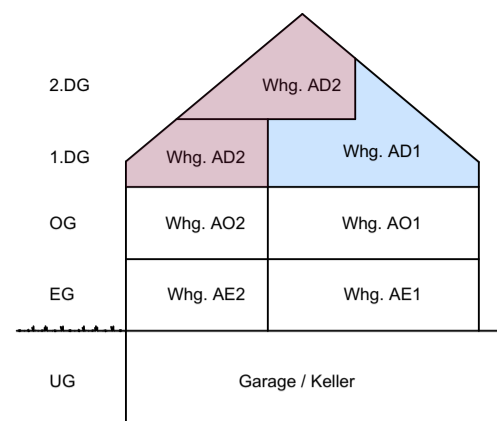 2.DG
Whg. AD2
1.DG
Whg. AD2
Whg. AD1
OG
Whg. AO2
Whg. AO1
EG
Whg. AE2
Whg. AE1
UG
Garage / Keller